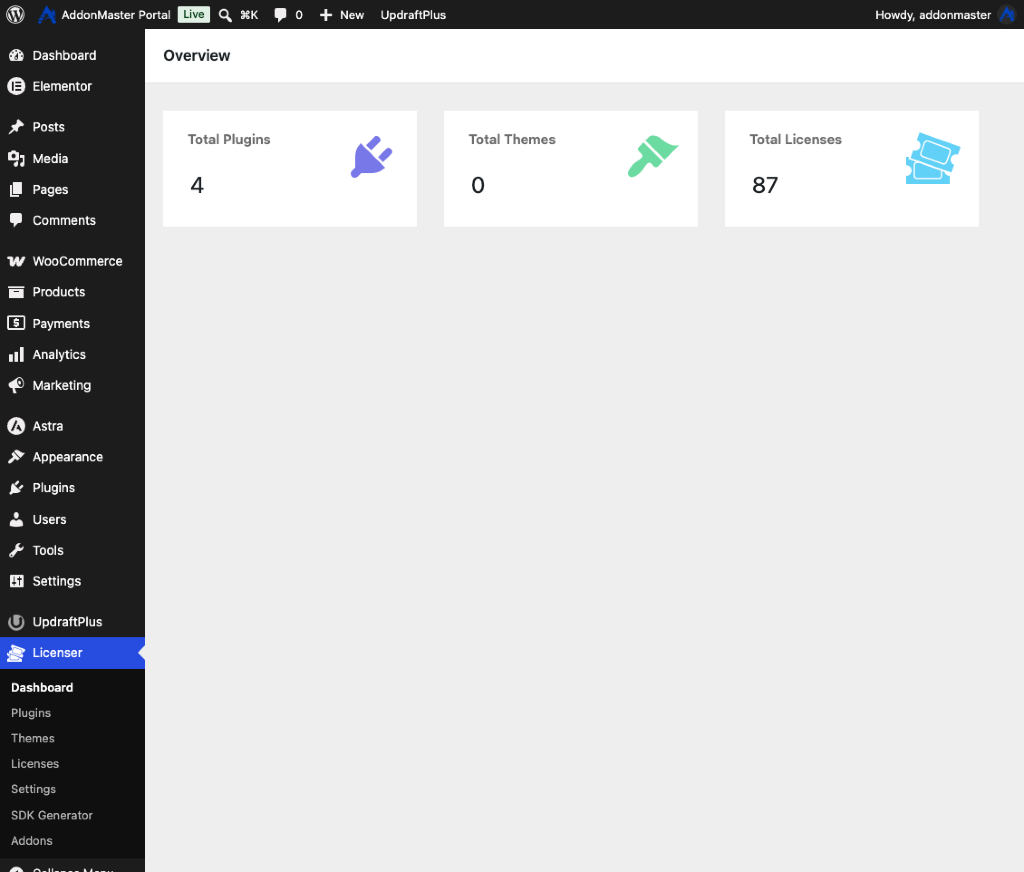 AddonMaster Portal Live ⌘K 0 New UpdraftPlus Howdy, addonmaster
Dashboard
Elementor
Posts
Media
Pages
Comments
WooCommerce
Products
Payments
Analytics
Marketing
Astra
Appearance
Plugins
Users
Tools
Settings
UpdraftPlus
Licenser
Dashboard
Plugins
Themes
Licenses
Settings
SDK Generator
Addons
Collapse Menu
Overview
Total Plugins
4
Total Themes
0
Total Licenses
87